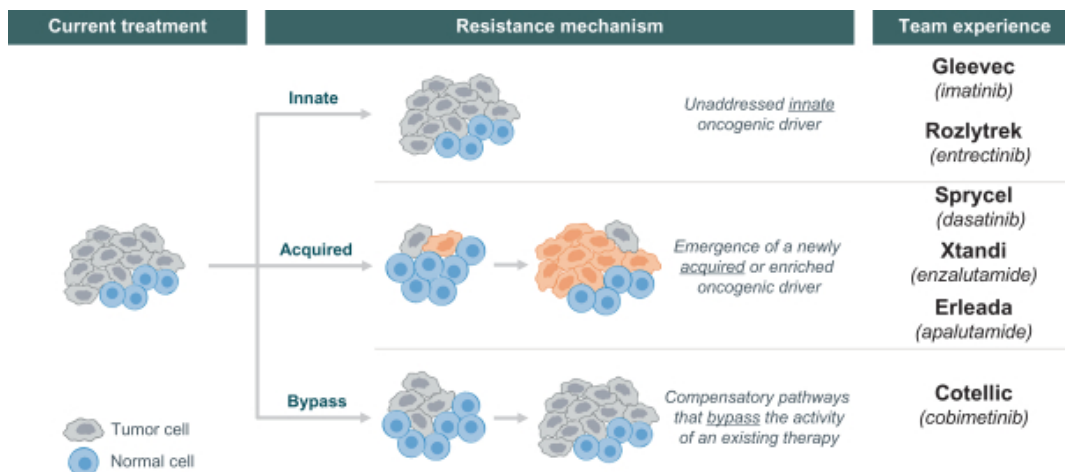 Current treatment
Resistance mechanism
Team experience
Innate
Unaddressed innate
oncogenic driver
Gleevec
(imatinib)
Rozlytrek
(entrectinib)
Acquired
Emergence of a newly
acquired or enriched
oncogenic driver
Sprycel
(dasatinib)
Xtandi
(enzalutamide)
Erleada
(apalutamide)
Bypass
Compensatory pathways
that bypass the activity
of an existing therapy
Cotellic
(cobimetinib)
Tumor cell
Normal cell